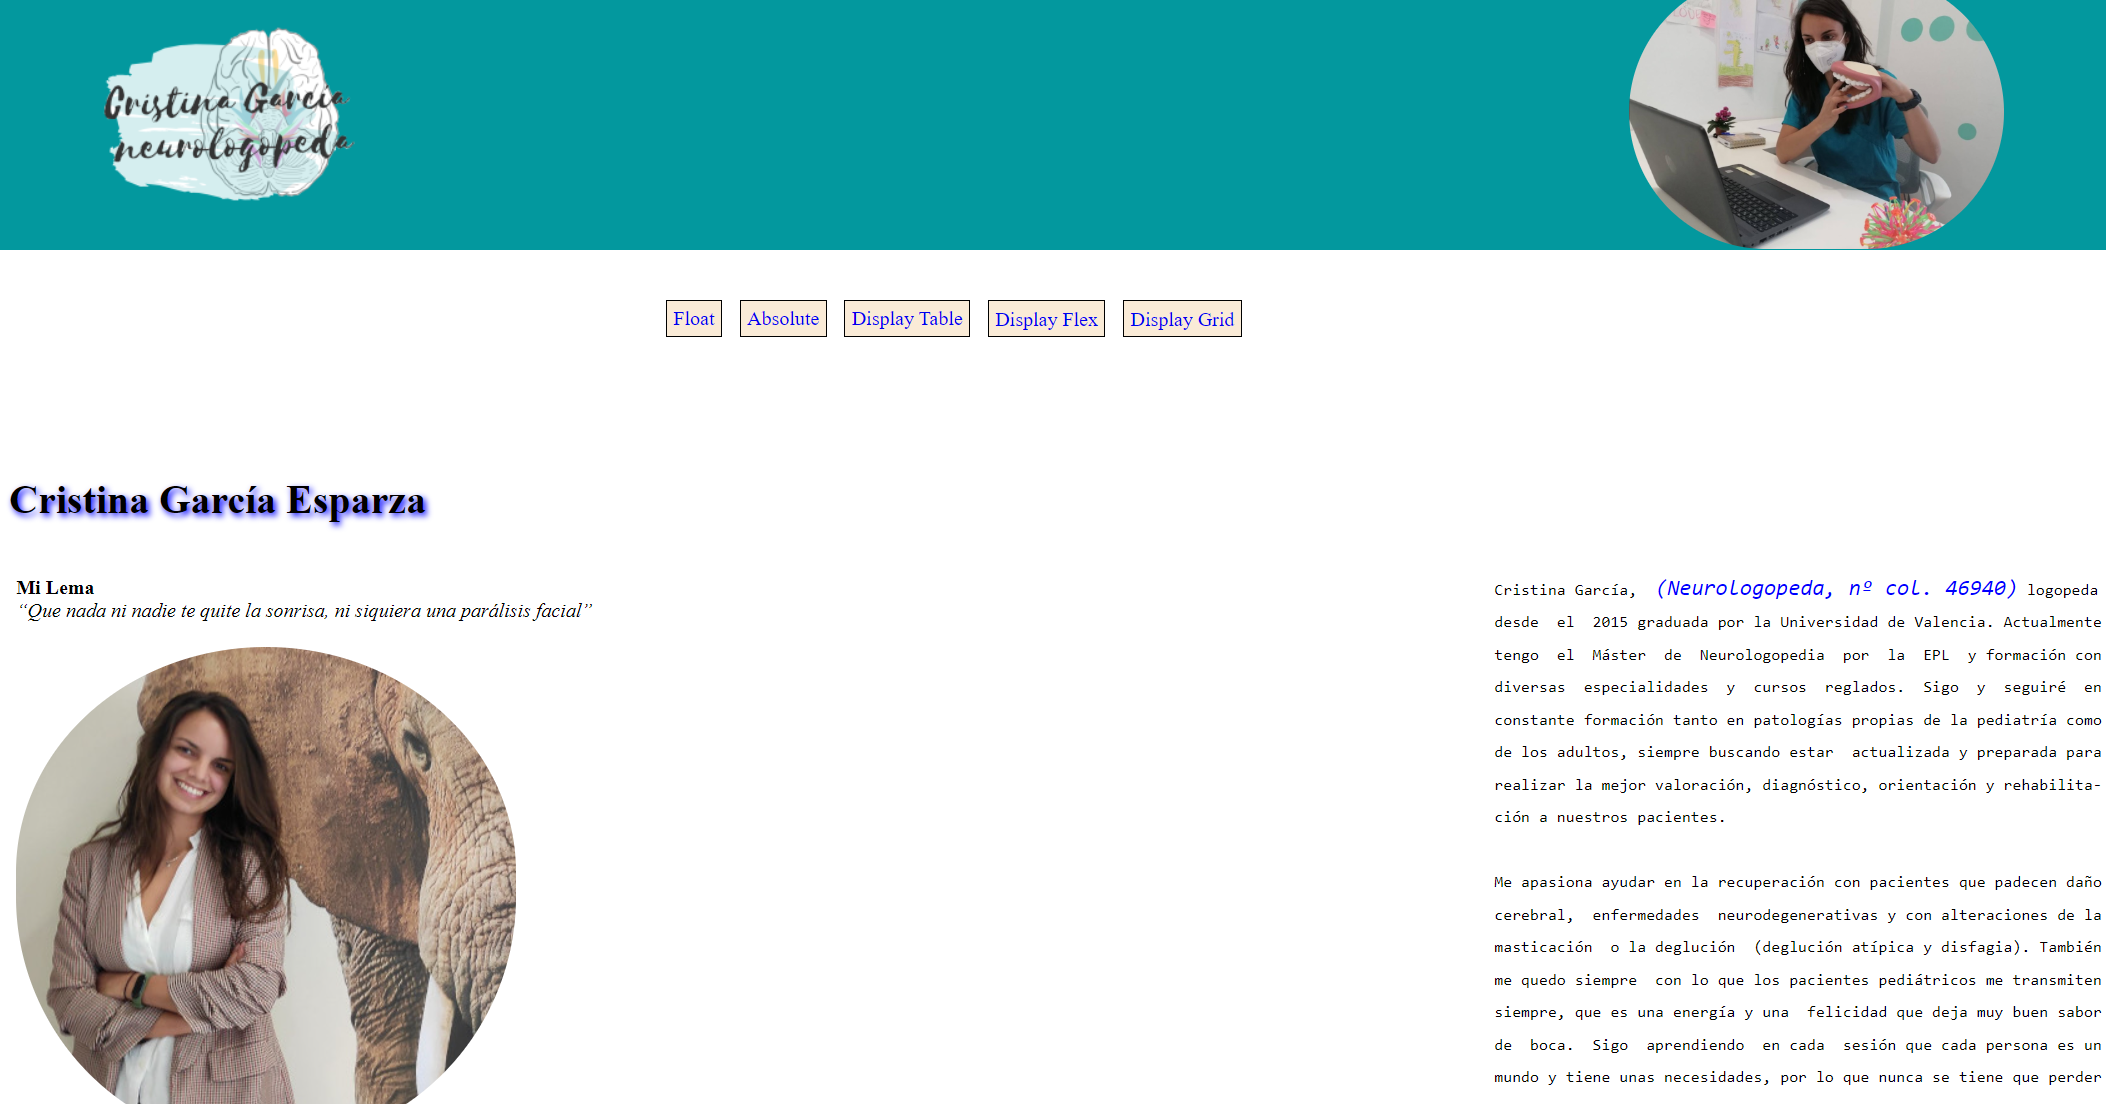 Cristina García
neurologopeda
Float
Absolute
Display Table
Display Flex
Display Grid
Cristina García Esparza
Mi Lema
“Que nada ni nadie te quite la sonrisa, ni siquiera una parálisis facial”
Cristina García, (Neurologopeda, nº col. 46940) logopeda
desde el 2015 graduada por la Universidad de Valencia. Actualmente
tengo el Máster de Neurologopedia por la EPL y formación con
diversas especialidades y cursos reglados. Sigo y seguiré en
constante formación tanto en patologías propias de la pediatría como
de los adultos, siempre buscando estar actualizada y preparada para
realizar la mejor valoración, diagnóstico, orientación y rehabilita-
ción a nuestros pacientes.
Me apasiona ayudar en la recuperación con pacientes que padecen daño
cerebral, enfermedades neurodegenerativas y con alteraciones de la
masticación o la deglución (deglución atípica y disfagia). También
me quedo siempre con lo que los pacientes pediátricos me transmiten
siempre, que es una energía y una felicidad que deja muy buen sabor
de boca. Sigo aprendiendo en cada sesión que cada persona es un
mundo y tiene unas necesidades, por lo que nunca se tiene que perder